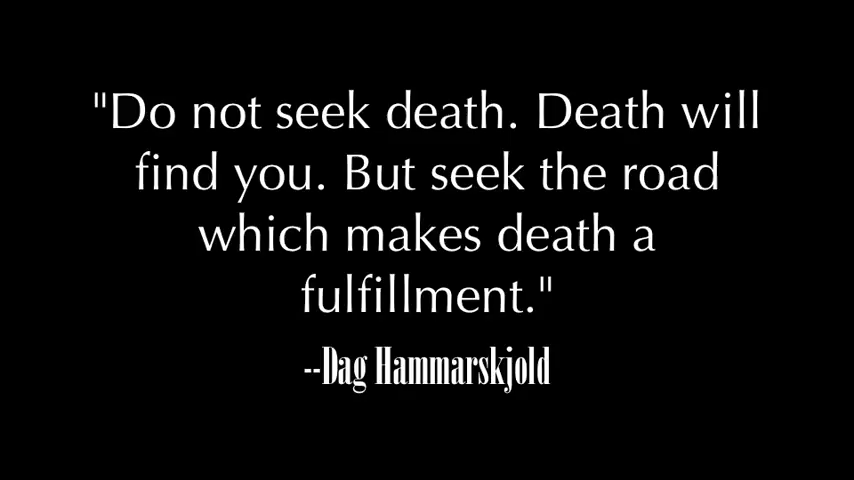 "Do not seek death. Death will
find you. But seek the road
which makes death a
fulfillment."
--Dag Hammarskjold